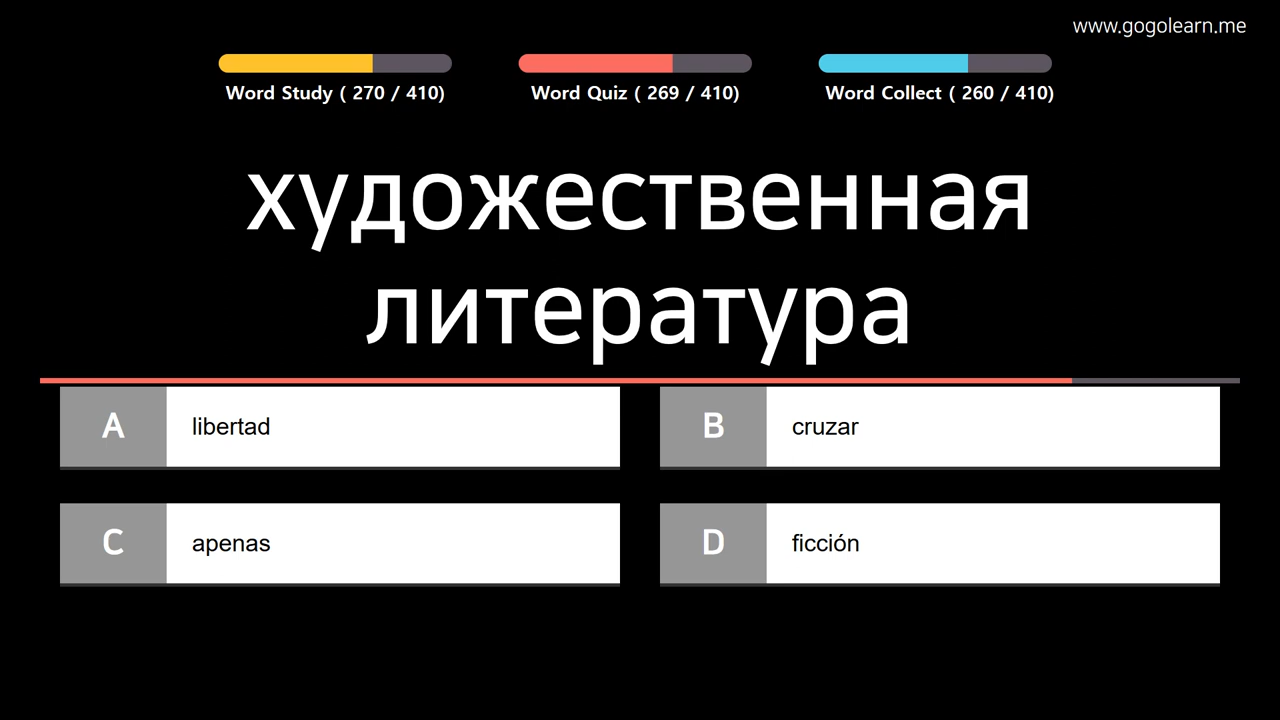 www.gogolearn.me
Word Study ( 270 / 410)
Word Quiz ( 269 / 410)
Word Collect ( 260 / 410)
художественная
литература
A libertad
B cruzar
C apenas
D ficción